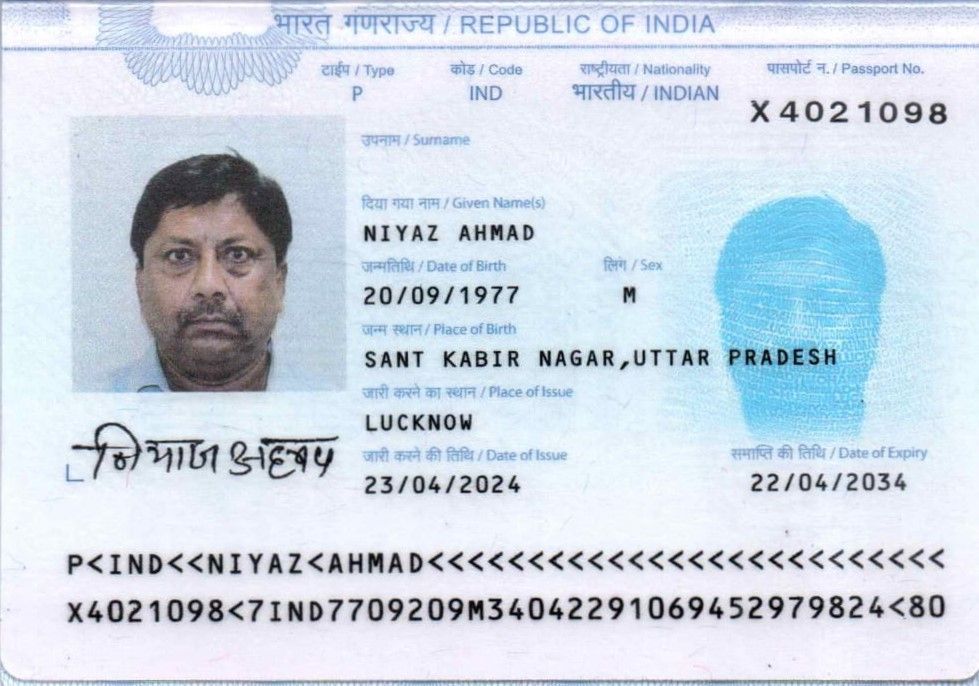 भारत गणराज्य / REPUBLIC OF INDIA
टाईप / Type कोड / Code राष्ट्रीयता / Nationality पासपोर्ट न. / Passport No.
P IND भारतीय / INDIAN X4021098
उपनाम / Surname
दिया गया नाम / Given Name(s)
NIYAZ AHMAD
जन्मतिथि / Date of Birth लिंग / Sex
20/09/1977 M
जन्म स्थान / Place of Birth
SANT KABIR NAGAR,UTTAR PRADESH
जारी करने का स्थान / Place of Issue
LUCKNOW
नियाज अहमद
जारी करने की तिथि / Date of Issue समाप्ति की तिथि / Date of Expiry
23/04/2024 22/04/2034
P<IND<<NIYAZ<AHMAD<<<<<<<<<<<<<<<<<<<<<<<<<<
X4021098<7IND7709209M34042291069452979824<80